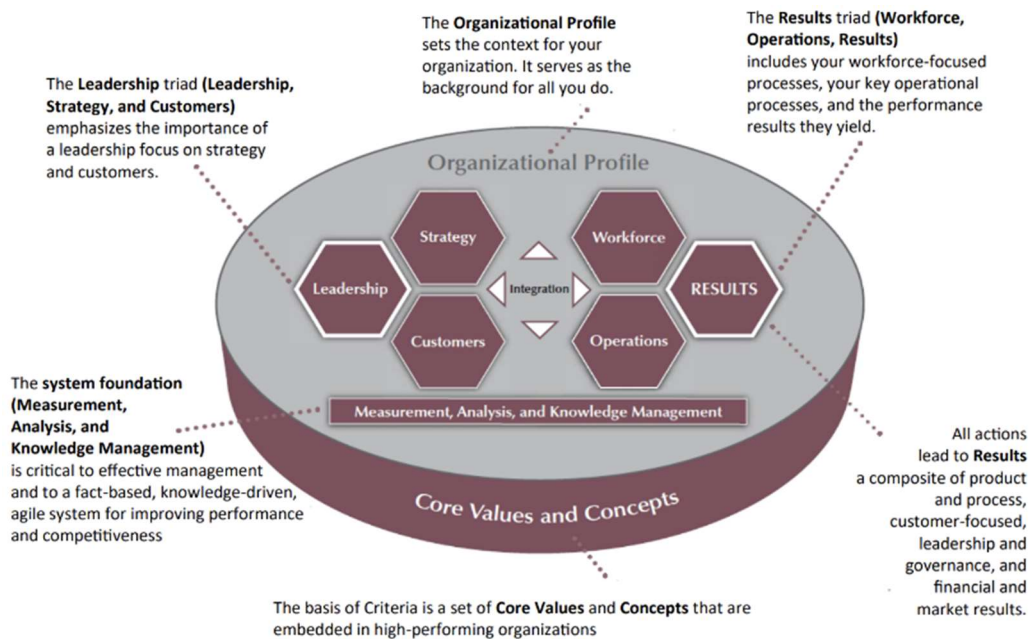 The Organizational Profile
sets the context for your
organization. It serves as the
background for all you do.
The Results triad (Workforce,
Operations, Results)
includes your workforce-focused
processes, your key operational
processes, and the performance
results they yield.
The Leadership triad (Leadership,
Strategy, and Customers)
emphasizes the importance of
a leadership focus on strategy
and customers.
Organizational Profile
Strategy
Workforce
Leadership
Integration
RESULTS
Customers
Operations
Measurement, Analysis, and Knowledge Management
Core Values and Concepts
The system foundation
(Measurement,
Analysis, and
Knowledge Management)
is critical to effective management
and to a fact-based, knowledge-driven,
agile system for improving performance
and competitiveness
All actions
lead to Results
a composite of product
and process,
customer-focused,
leadership and
governance, and
financial and
market results.
The basis of Criteria is a set of Core Values and Concepts that are
embedded in high-performing organizations